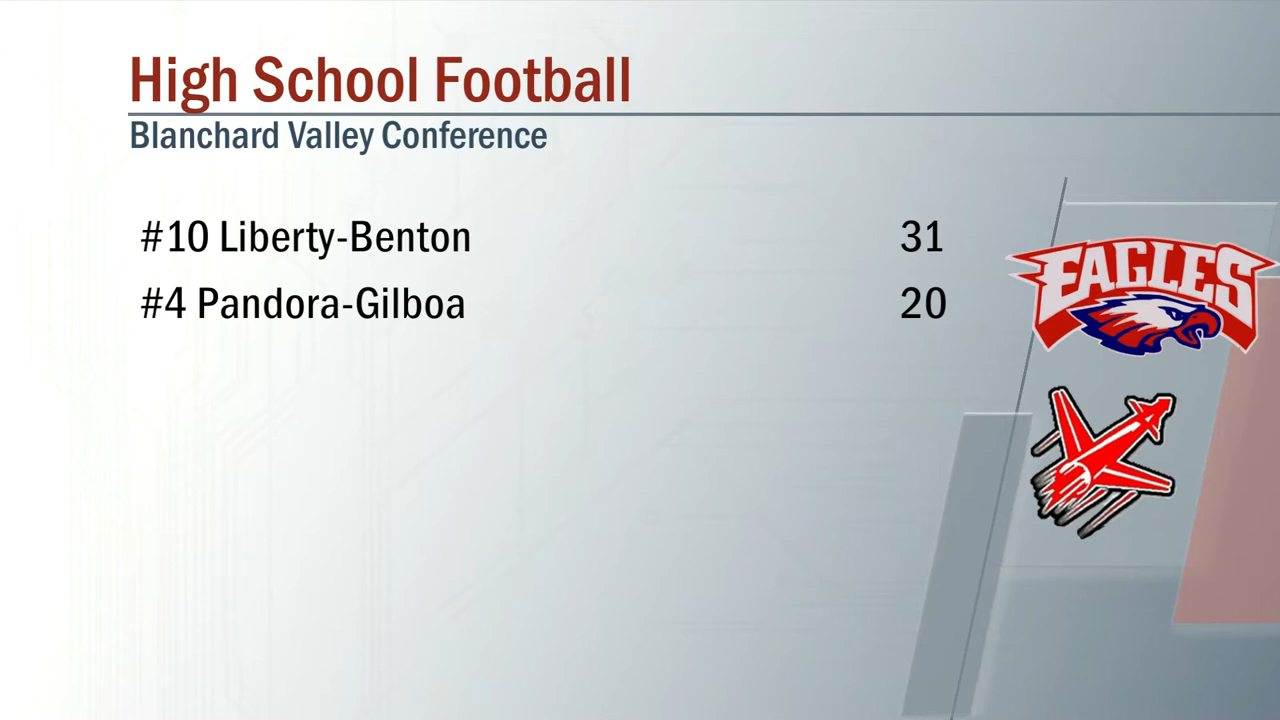 High School Football
Blanchard Valley Conference
#10 Liberty-Benton 31
EAGLES
#4 Pandora-Gilboa 20